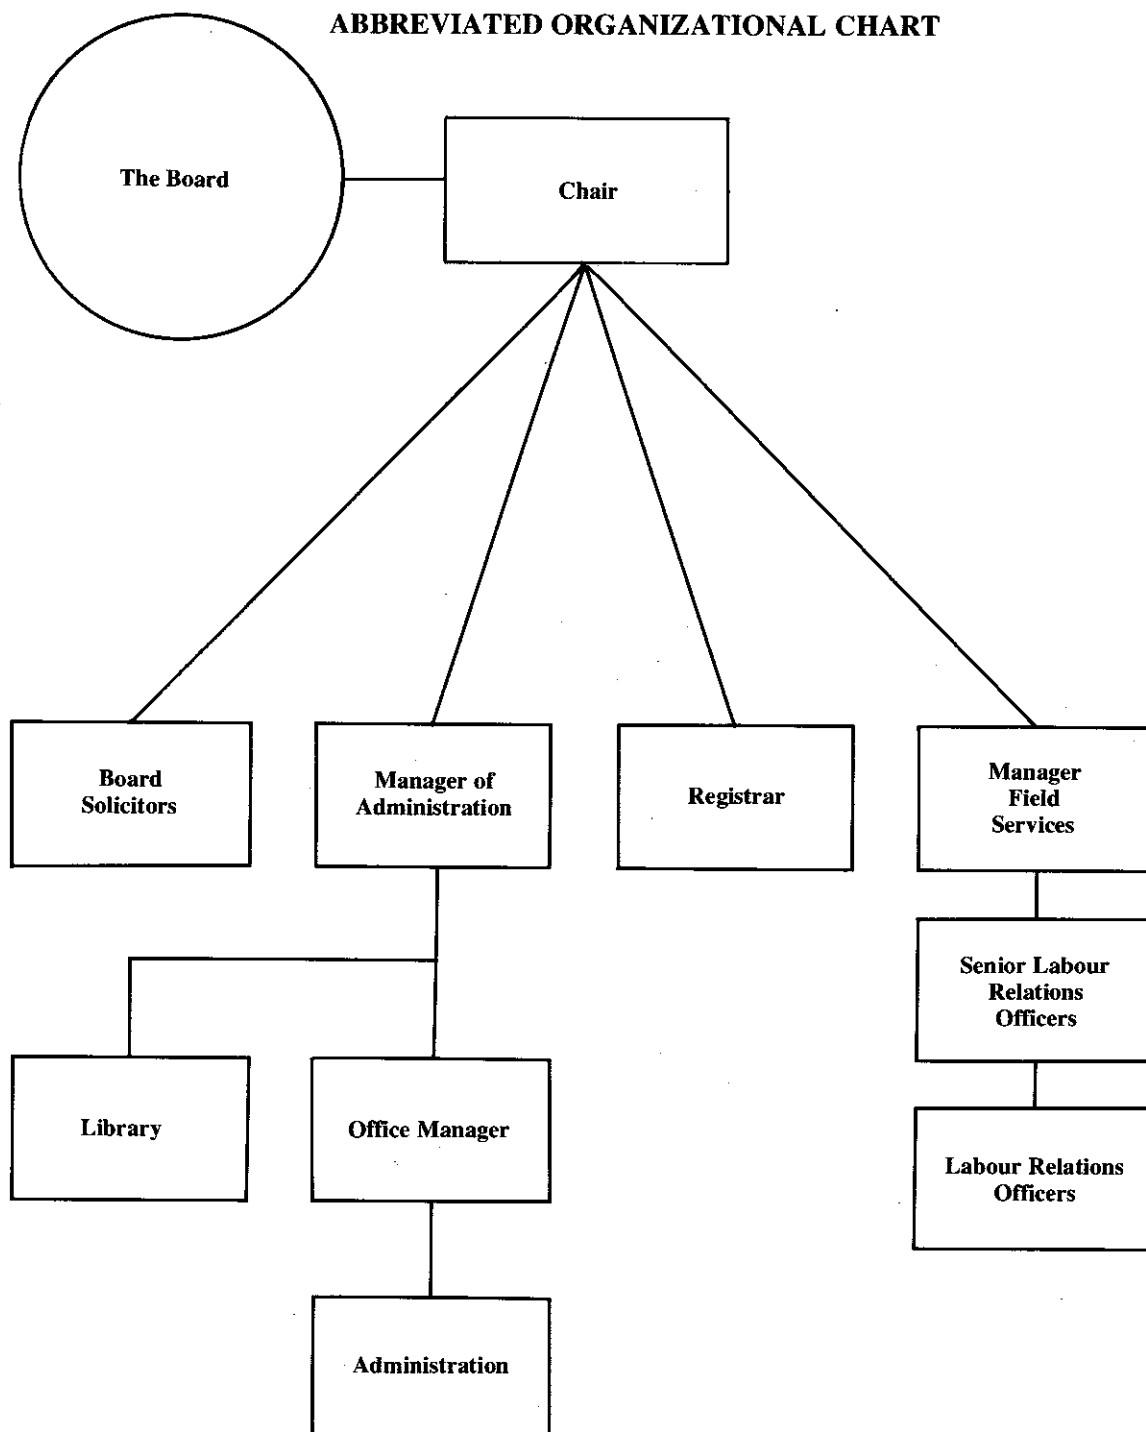 ABBREVIATED ORGANIZATIONAL CHART
The Board
Chair
Board
Solicitors
Manager of
Administration
Registrar
Manager
Field
Services
Senior Labour
Relations
Officers
Library
Office Manager
Labour Relations
Officers
Administration